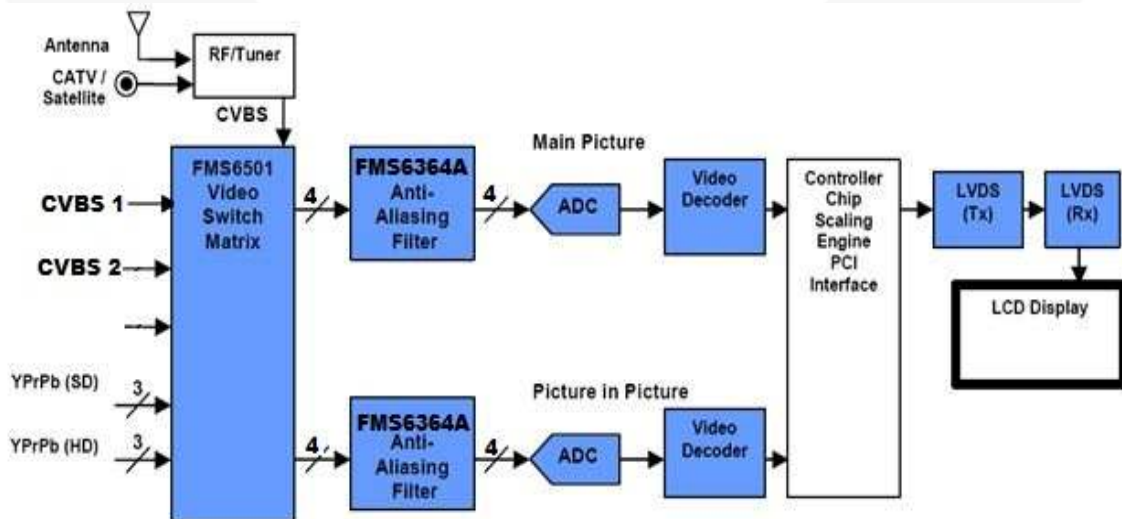 Antenna
CATV /
Satellite
RF/Tuner
CVBS
CVBS 1
CVBS 2
YPrPb (SD)
3
YPrPb (HD)
3
FMS6501
Video
Switch
Matrix
4
FMS6364A
Anti-
Aliasing
Filter
4
Main Picture
ADC
Video
Decoder
4
FMS6364A
Anti-
Aliasing
Filter
4
Picture in Picture
ADC
Video
Decoder
Controller
Chip
Scaling
Engine
PCI
Interface
LVDS
(Tx)
LVDS
(Rx)
LCD Display